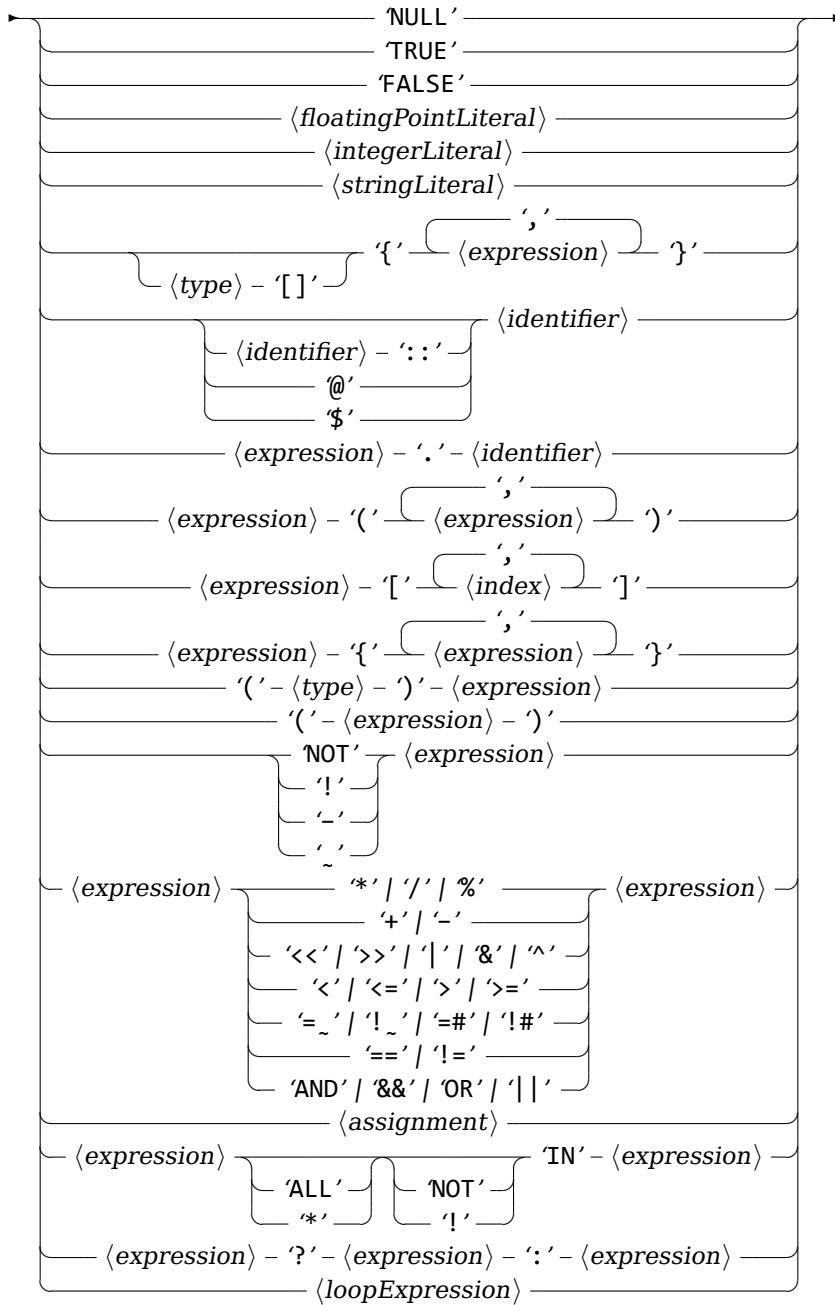 ‘NULL’
‘TRUE’
‘FALSE’
⟨floatingPointLiteral⟩
⟨integerLiteral⟩
⟨stringLiteral⟩
‘,’
‘{’ ⟨expression⟩ ‘}’
⟨type⟩ – ‘[]’
⟨identifier⟩
⟨identifier⟩ – ‘::’
‘@’
‘$’
⟨expression⟩ – ‘.’ – ⟨identifier⟩
‘,’
⟨expression⟩ – ‘(’ ⟨expression⟩ ‘)’
‘,’
⟨expression⟩ – ‘[’ ⟨index⟩ ‘]’
‘,’
⟨expression⟩ – ‘{’ ⟨expression⟩ ‘}’
‘(’ – ⟨type⟩ – ‘)’ – ⟨expression⟩
‘(’ – ⟨expression⟩ – ‘)’
‘NOT’ ⟨expression⟩
‘!’
‘-’
‘~’
⟨expression⟩ ‘*’ | ‘/’ | ‘%’ ⟨expression⟩
‘+’ | ‘-’
‘<<’ | ‘>>’ | ‘|’ | ‘&’ | ‘^’
‘<’ | ‘<=’ | ‘>’ | ‘>=’
‘=~’ | ‘!~’ | ‘=#’ | ‘!#’
‘==’ | ‘!=’
‘AND’ | ‘&&’ | ‘OR’ | ‘||’
⟨assignment⟩
⟨expression⟩ ‘IN’ – ⟨expression⟩
‘ALL’ ‘NOT’
‘*’ ‘!’
⟨expression⟩ – ‘?’ – ⟨expression⟩ – ‘:’ – ⟨expression⟩
⟨loopExpression⟩